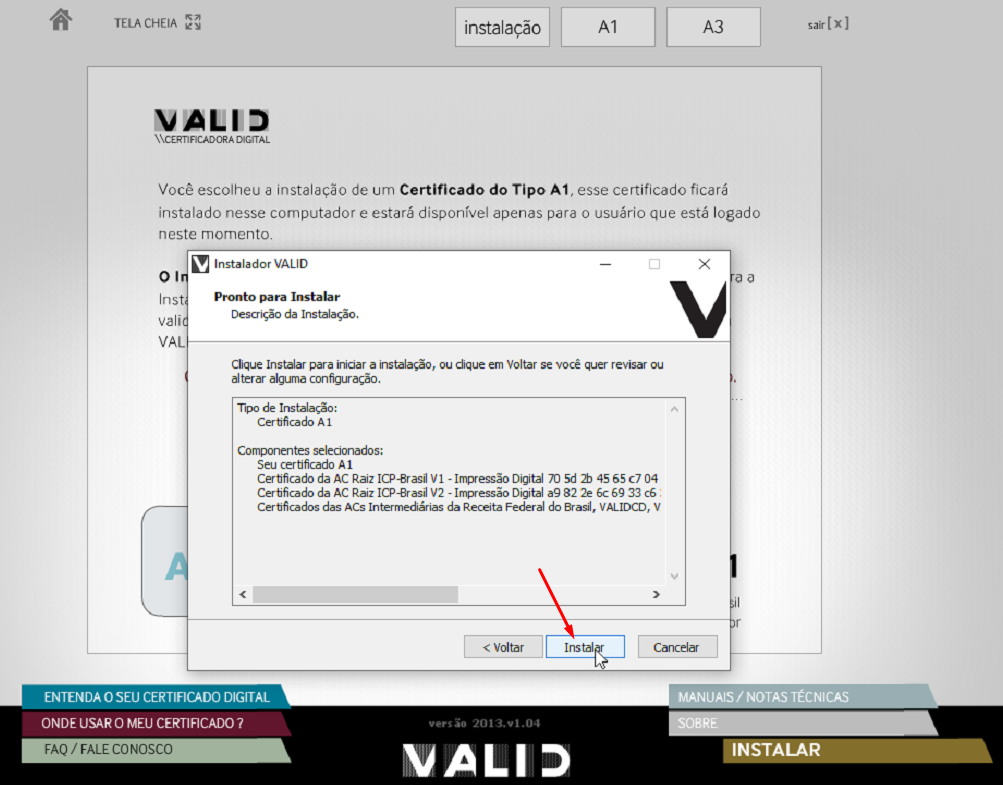 TELA CHEIA
instalação
A1
A3
sair[x]
VALID
\\CERTIFICADORA DIGITAL
Você escolheu a instalação de um Certificado do Tipo A1, esse certificado ficará
instalado nesse computador e estará disponível apenas para o usuário que está logado
neste momento.
Instalador VALID
O In
ra a
Pronto para Instalar
Descrição da Instalação.
Insta
valid
VAL
Clique Instalar para iniciar a instalação, ou clique em Voltar se você quer revisar ou
alterar alguma configuração.
Tipo de Instalação:
Certificado A1
Componentes selecionados:
Seu certificado A1
Certificado da AC Raiz ICP-Brasil V1 - Impressão Digital 70 5d 2b 45 65 c7 04
Certificado da AC Raiz ICP-Brasil V2 - Impressão Digital a9 82 2e 6c 69 33 c6
Certificados das ACs Intermediárias da Receita Federal do Brasil, VALIDCD, V
A
1
sil
or
< Voltar
Instalar
Cancelar
ENTENDA O SEU CERTIFICADO DIGITAL
ONDE USAR O MEU CERTIFICADO ?
FAQ / FALE CONOSCO
versão 2013.v1.04
VALID
MANUAIS / NOTAS TÉCNICAS
SOBRE
INSTALAR